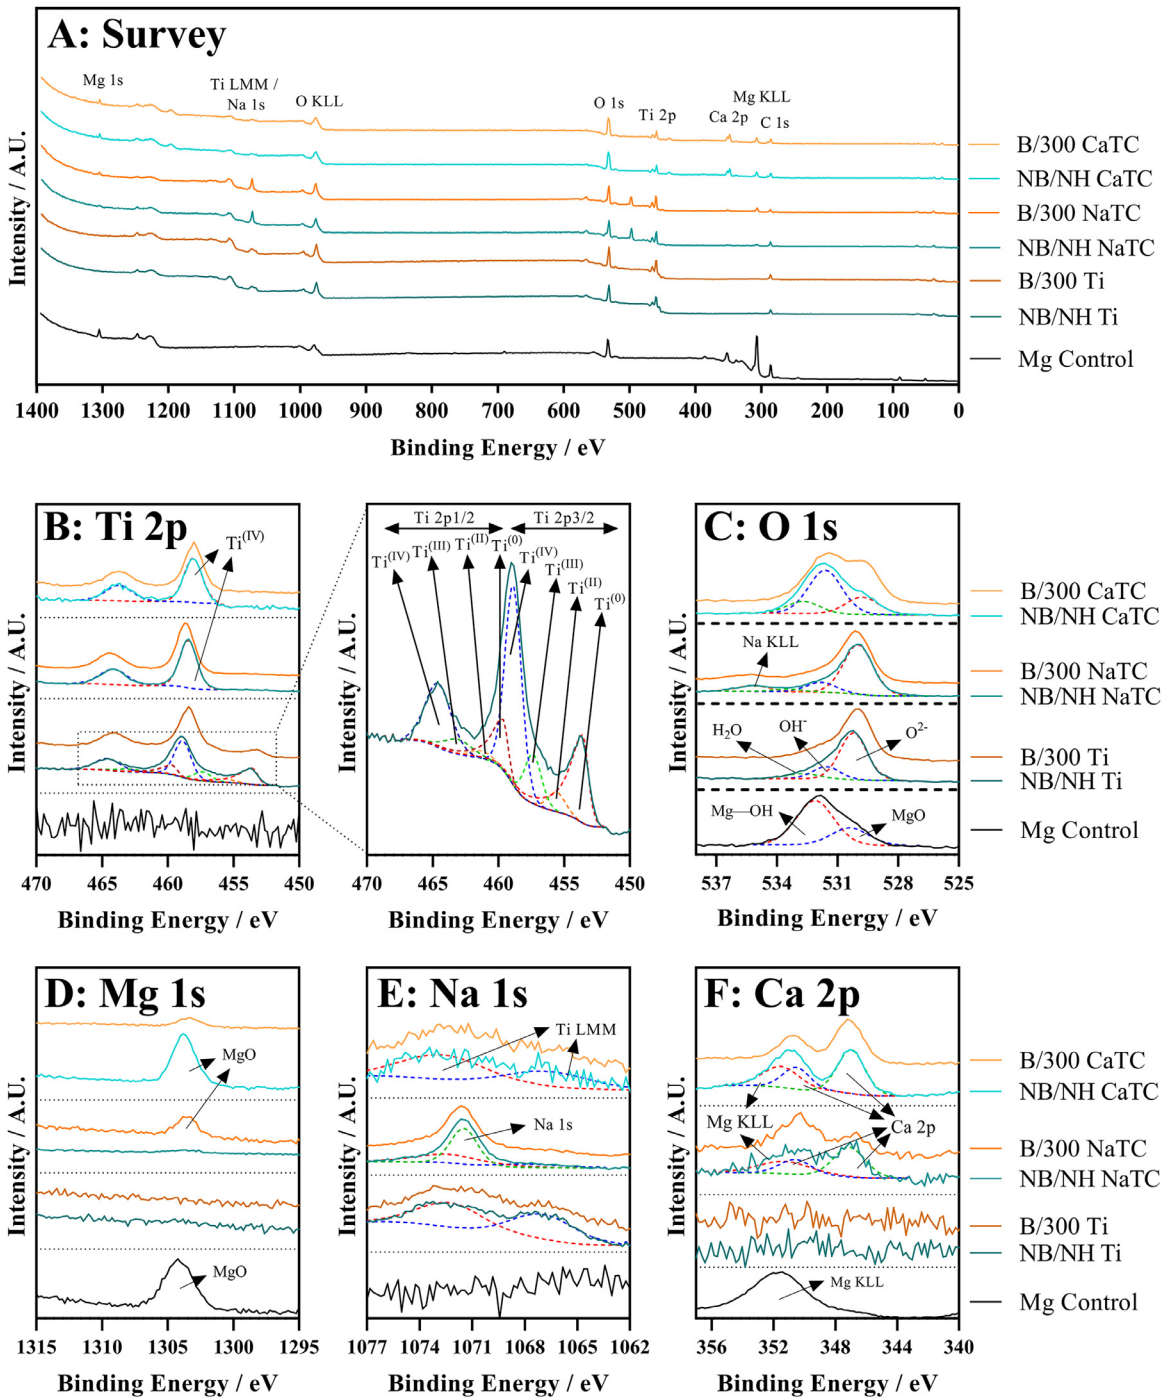 A: Survey
Mg 1s
Ti LMM /
Na 1s
O KLL
O 1s
Ti 2p
Mg KLL
Ca 2p
C 1s
B/300 CaTC
NB/NH CaTC
B/300 NaTC
NB/NH NaTC
B/300 Ti
NB/NH Ti
Mg Control
Intensity / A.U.
1400 1300 1200 1100 1000 900 800 700 600 500 400 300 200 100 0
Binding Energy / eV
B: Ti 2p
Ti(IV)
Intensity / A.U.
470 465 460 455 450
Binding Energy / eV
Ti 2p1/2 Ti 2p3/2
Ti(IV) Ti(III) Ti(II) Ti(0) Ti(IV) Ti(III) Ti(II) Ti(0)
Intensity / A.U.
470 465 460 455 450
Binding Energy / eV
C: O 1s
Na KLL
H2O
OH-
O2-
Mg—OH
MgO
B/300 CaTC
NB/NH CaTC
B/300 NaTC
NB/NH NaTC
B/300 Ti
NB/NH Ti
Mg Control
Intensity / A.U.
537 534 531 528 525
Binding Energy / eV
D: Mg 1s
MgO
MgO
Intensity / A.U.
1315 1310 1305 1300 1295
Binding Energy / eV
E: Na 1s
Ti LMM
Na 1s
Intensity / A.U.
1077 1074 1071 1068 1065 1062
Binding Energy / eV
F: Ca 2p
Mg KLL
Ca 2p
Mg KLL
B/300 CaTC
NB/NH CaTC
B/300 NaTC
NB/NH NaTC
B/300 Ti
NB/NH Ti
Mg Control
Intensity / A.U.
356 352 348 344 340
Binding Energy / eV